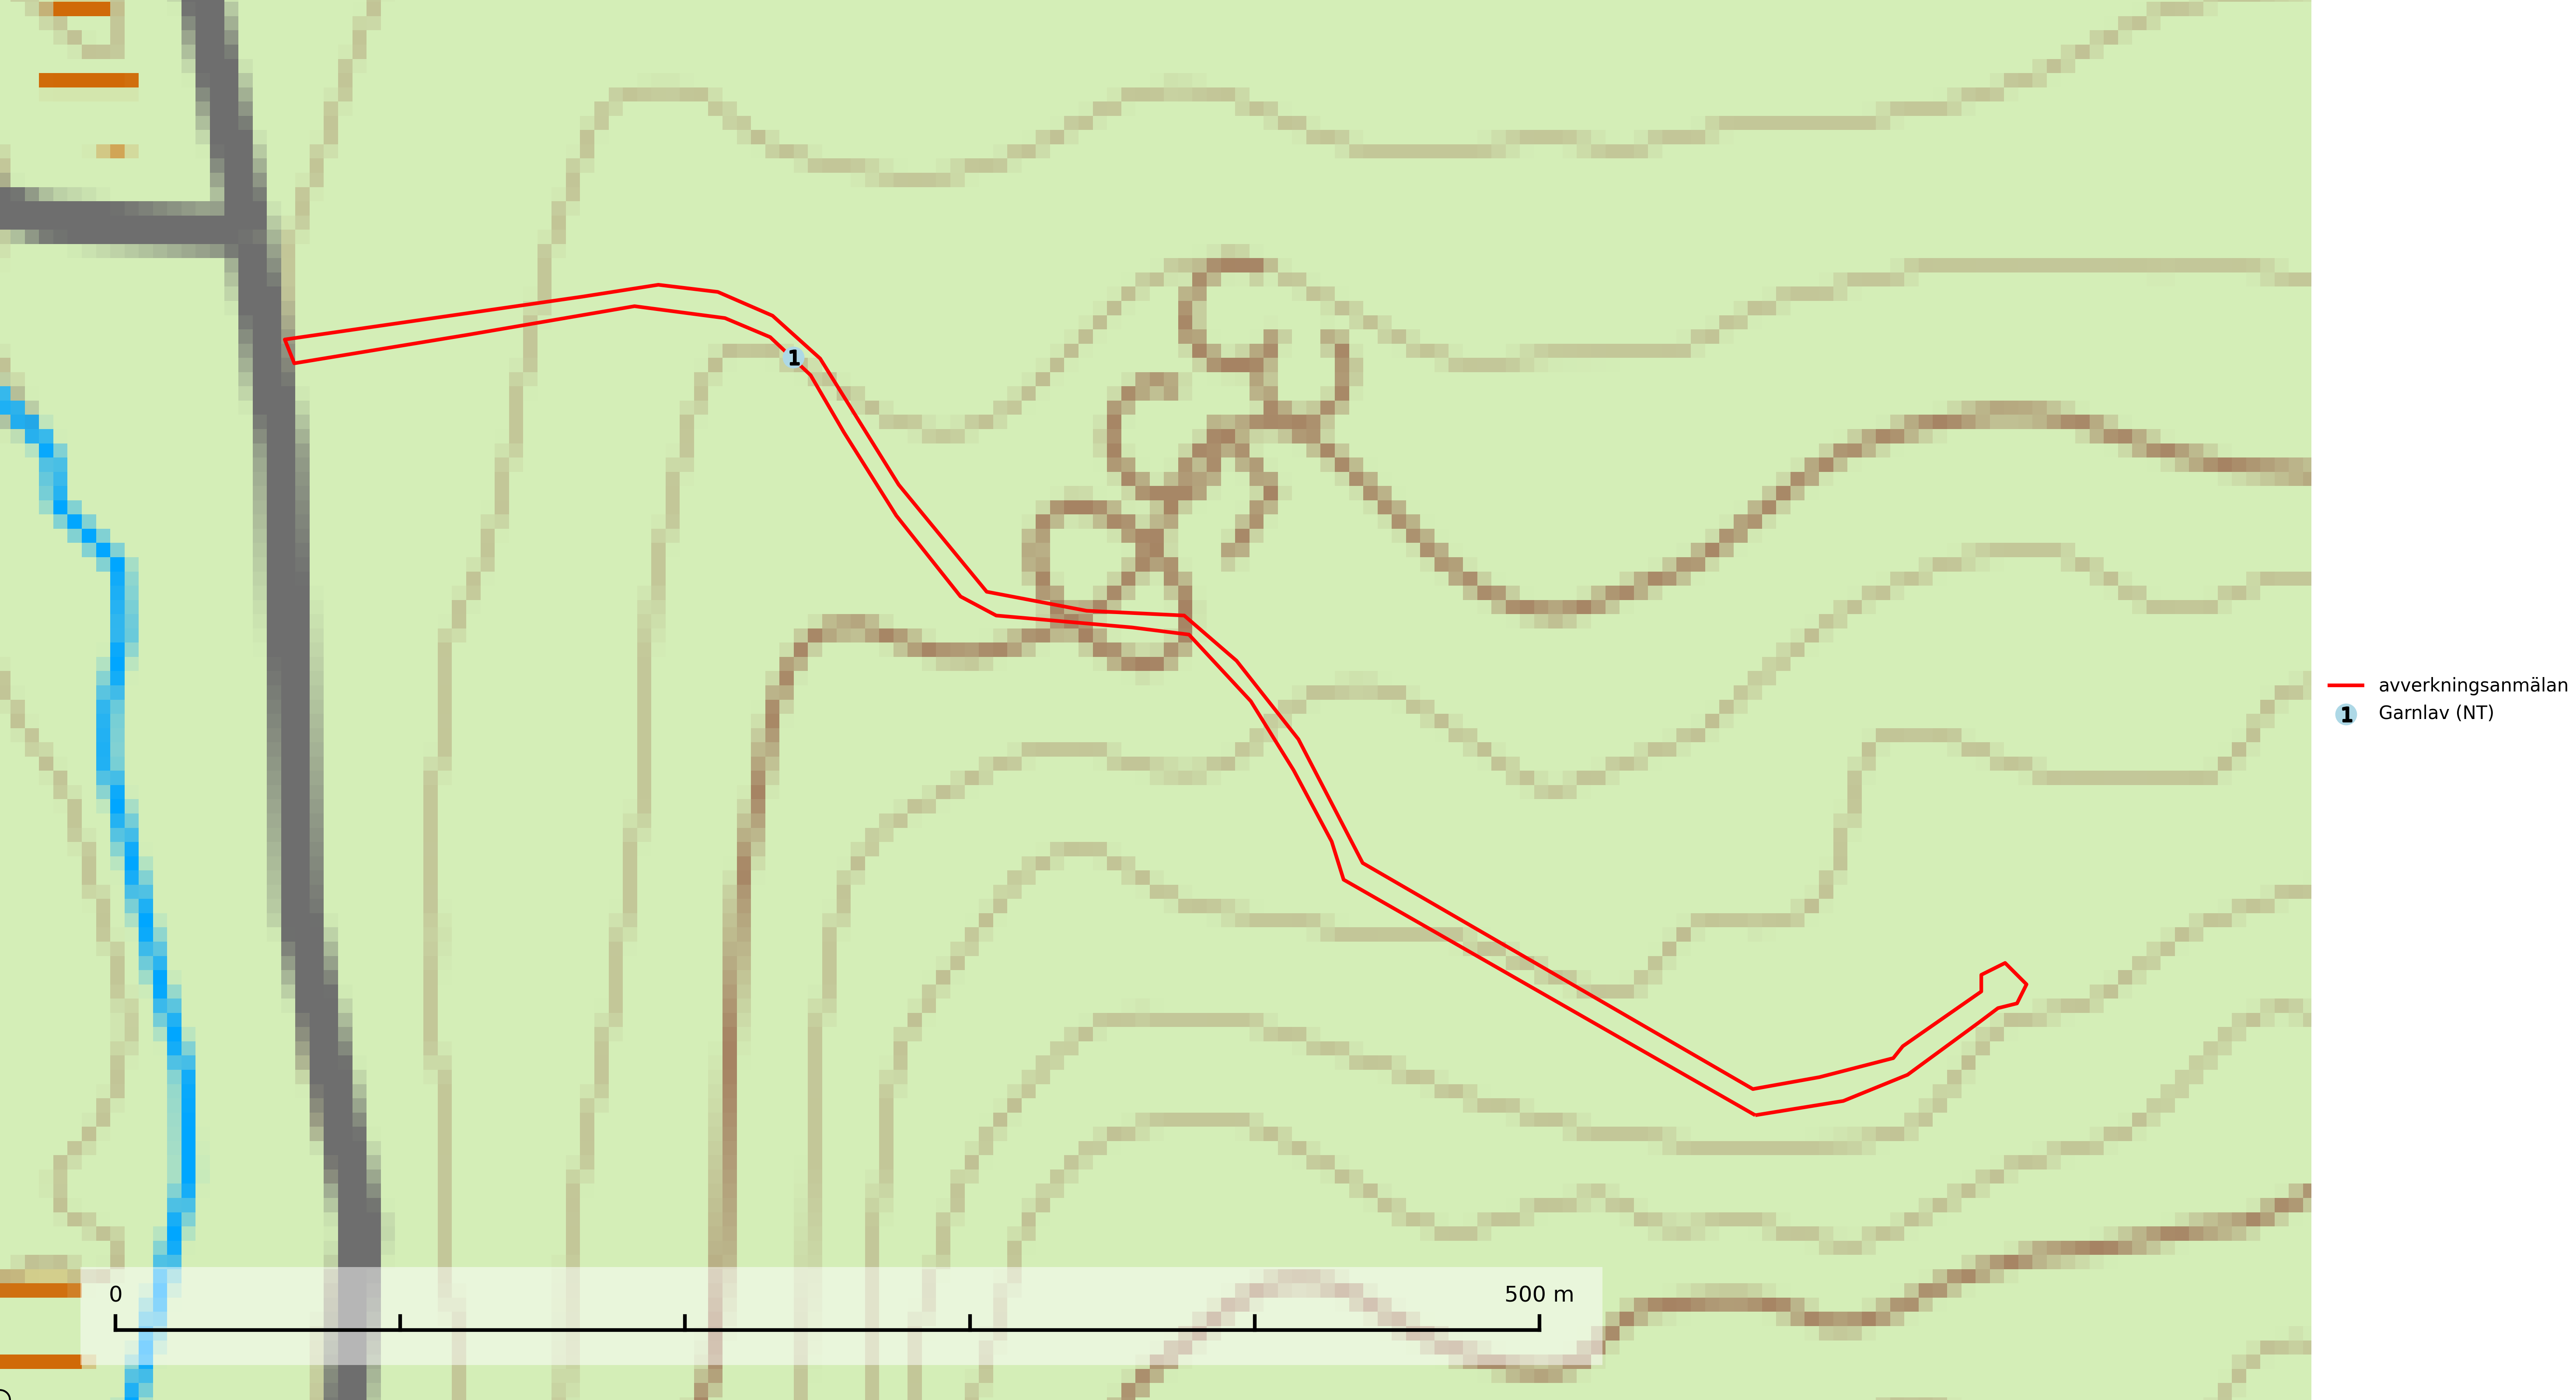 1
avverkningsanmälan
1 Garnlav (NT)
0 500 m